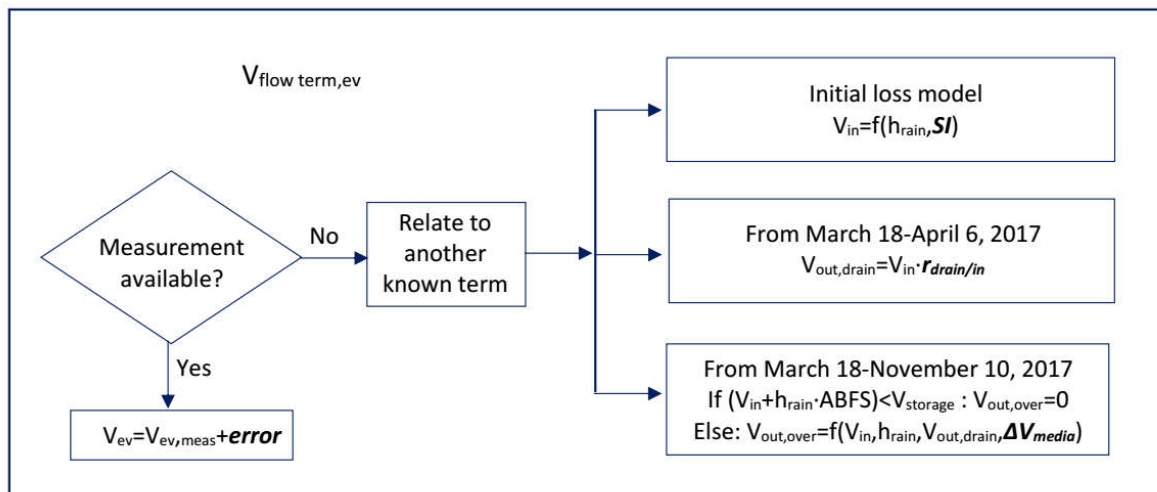 V_flow term,ev
Measurement
available?
No
Yes
V_ev=V_ev,meas+error
Relate to
another
known term
Initial loss model
V_in=f(h_rain,SI)
From March 18-April 6, 2017
V_out,drain=V_in·r_drain/in
From March 18-November 10, 2017
If (V_in+h_rain·ABFS)<V_storage : V_out,over=0
Else: V_out,over=f(V_in,h_rain,V_out,drain,ΔV_media)